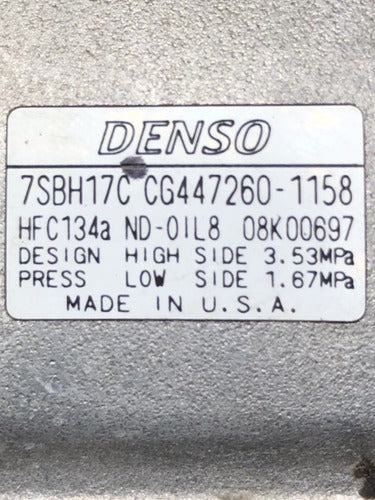 DENSO
7SBH17C CG447260-1158
HFC134a ND-OIL8 08K00697
DESIGN HIGH SIDE 3.53MPa
PRESS LOW SIDE 1.67MPa
MADE IN U.S.A.